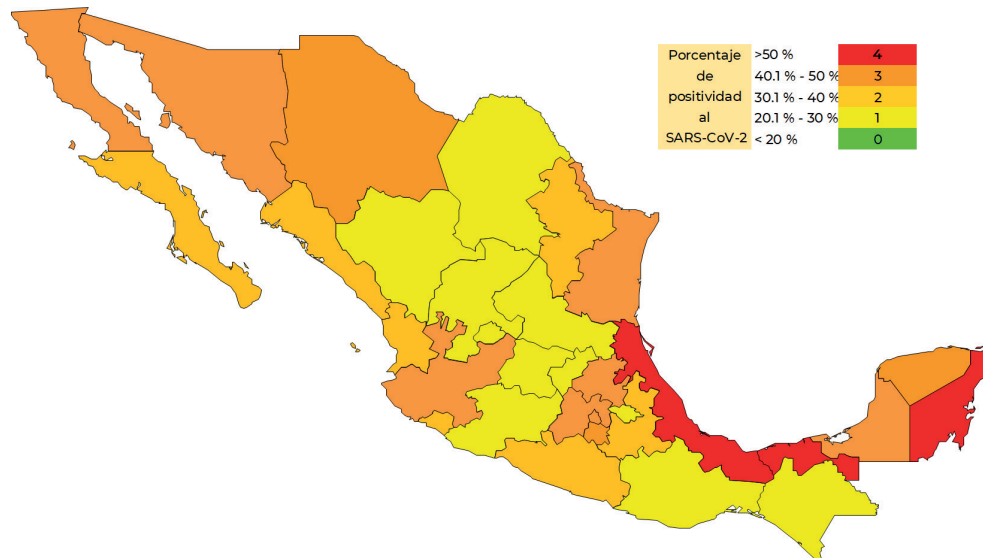 Porcentaje de positividad al SARS-CoV-2
>50 % 4
40.1 % - 50 % 3
30.1 % - 40 % 2
20.1 % - 30 % 1
< 20 % 0